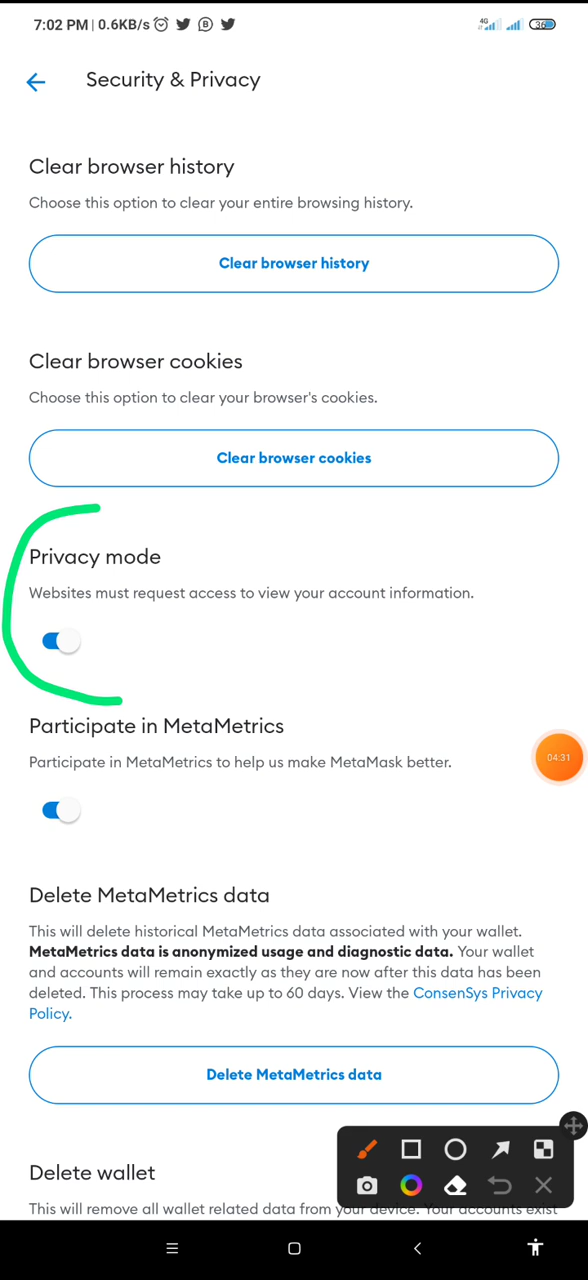 7:02 PM | 0.6KB/s
4G
36
Security & Privacy
Clear browser history
Choose this option to clear your entire browsing history.
Clear browser history
Clear browser cookies
Choose this option to clear your browser's cookies.
Clear browser cookies
Privacy mode
Websites must request access to view your account information.
Participate in MetaMetrics
Participate in MetaMetrics to help us make MetaMask better.
04:31
Delete MetaMetrics data
This will delete historical MetaMetrics data associated with your wallet.
MetaMetrics data is anonymized usage and diagnostic data. Your wallet
and accounts will remain exactly as they are now after this data has been
deleted. This process may take up to 60 days. View the ConsenSys Privacy
Policy.
Delete MetaMetrics data
Delete wallet
This will remove all wallet related data from your device. Your accounts exist